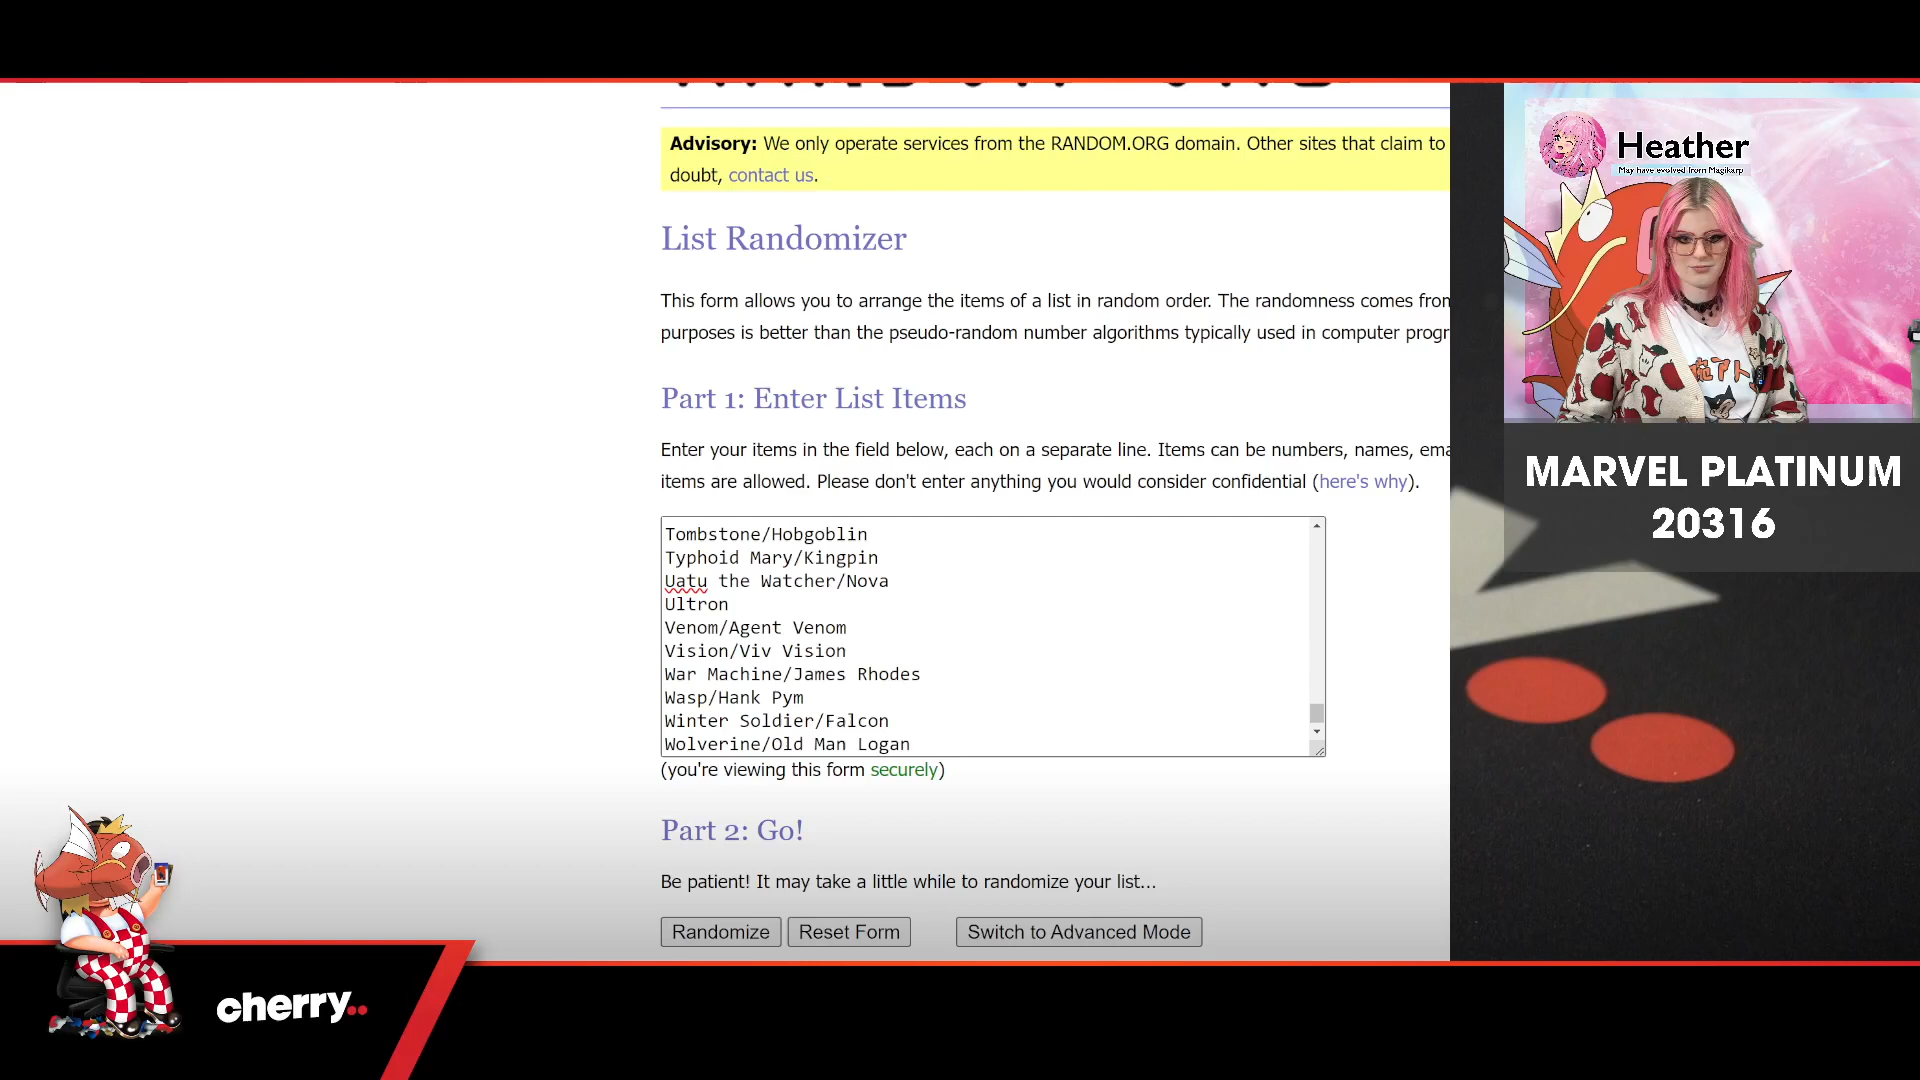 Advisory: We only operate services from the RANDOM.ORG domain. Other sites that claim to
doubt, contact us.
List Randomizer
This form allows you to arrange the items of a list in random order. The randomness comes from
purposes is better than the pseudo-random number algorithms typically used in computer progr
Part 1: Enter List Items
Enter your items in the field below, each on a separate line. Items can be numbers, names, ema
items are allowed. Please don't enter anything you would consider confidential (here's why).
Tombstone/Hobgoblin
Typhoid Mary/Kingpin
Uatu the Watcher/Nova
Ultron
Venom/Agent Venom
Vision/Viv Vision
War Machine/James Rhodes
Wasp/Hank Pym
Winter Soldier/Falcon
Wolverine/Old Man Logan
(you're viewing this form securely)
Part 2: Go!
Be patient! It may take a little while to randomize your list...
Randomize
Reset Form
Switch to Advanced Mode
Heather
May have evolved from Magikarp
MARVEL PLATINUM
20316
cherry..